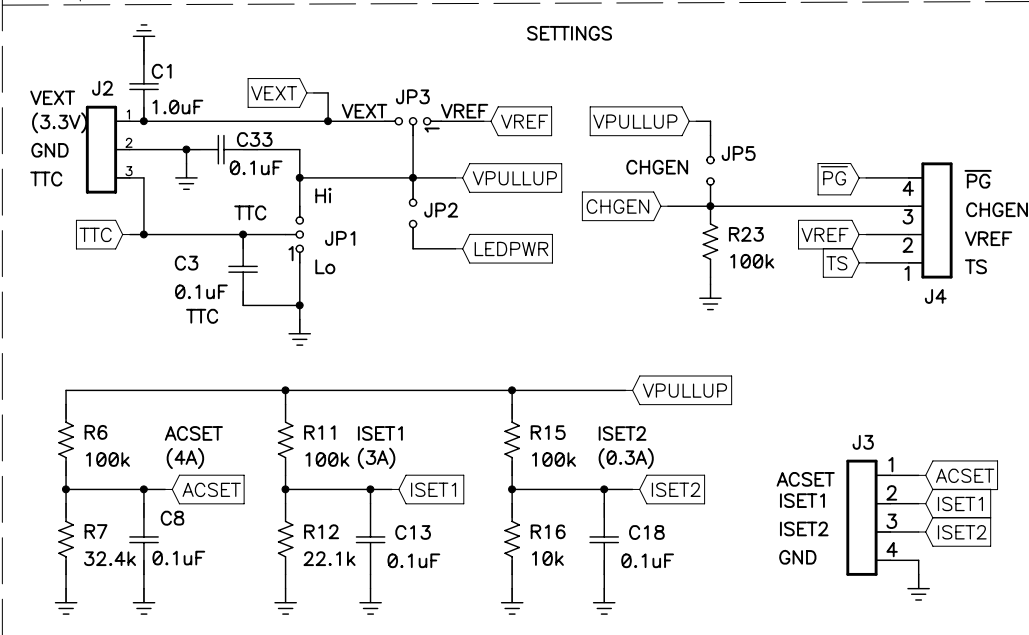 SETTINGS
C1
1.0uF
J2
VEXT
(3.3V)
GND
TTC
1
2
3
VEXT
VEXT
JP3
1
VREF
VREF
C33
0.1uF
VPULLUP
Hi
TTC
TTC
JP1
1
Lo
JP2
LEDPWR
C3
0.1uF
TTC
VPULLUP
JP5
CHGEN
CHGEN
R23
100k
PG
VREF
TS
4
3
2
1
PG
CHGEN
VREF
TS
J4
VPULLUP
R6
100k
ACSET
(4A)
ACSET
R7
32.4k
C8
0.1uF
R11
100k
ISET1
(3A)
ISET1
R12
22.1k
C13
0.1uF
R15
100k
ISET2
(0.3A)
ISET2
R16
10k
C18
0.1uF
J3
ACSET
ISET1
ISET2
GND
1
2
3
4
ACSET
ISET1
ISET2